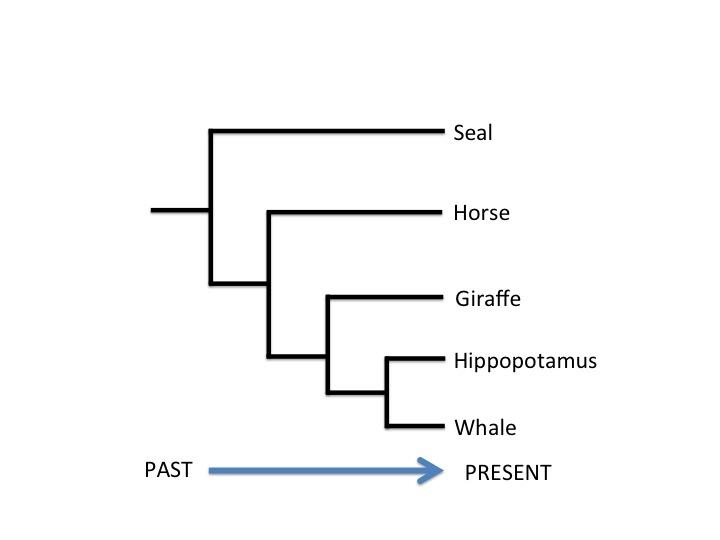 Seal
Horse
Giraffe
Hippopotamus
Whale
PAST
PRESENT